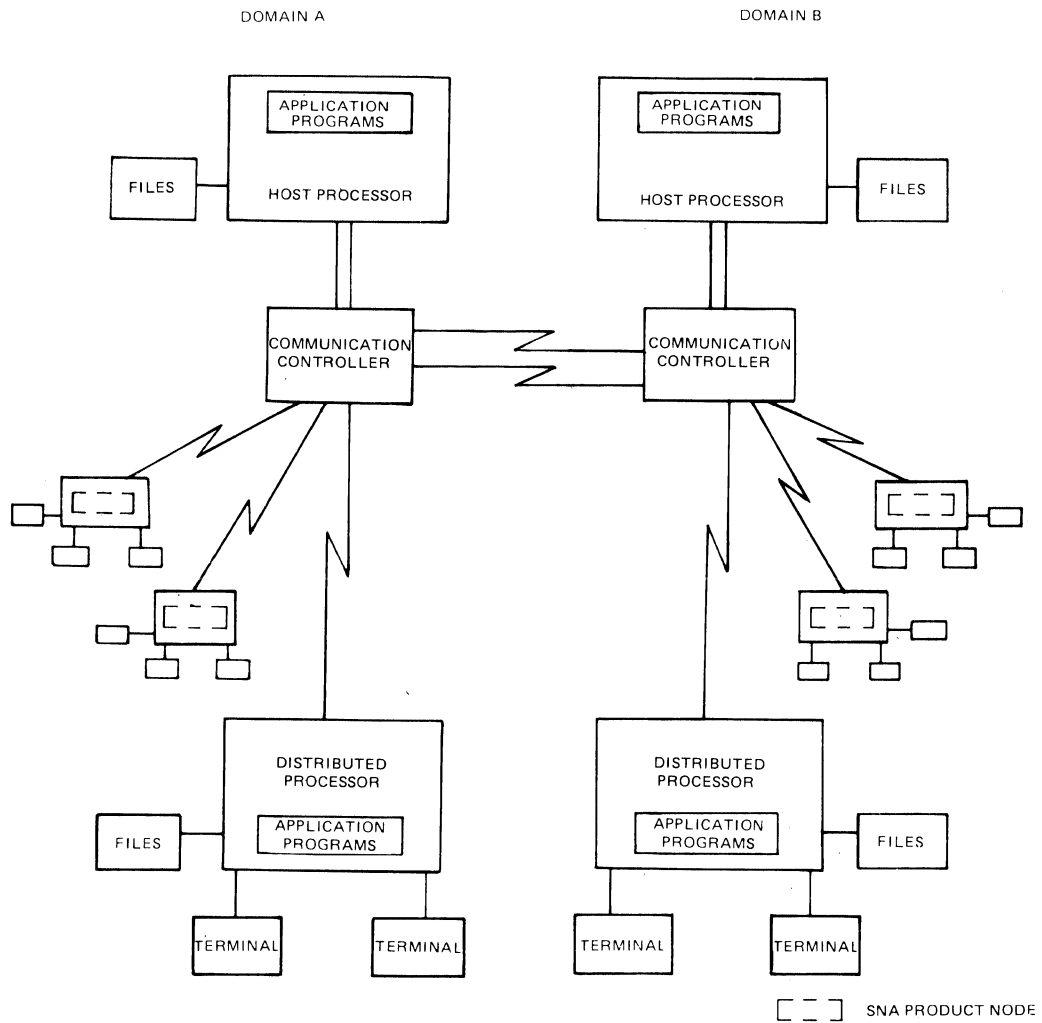 DOMAIN A
DOMAIN B
APPLICATION
PROGRAMS
HOST PROCESSOR
FILES
APPLICATION
PROGRAMS
HOST PROCESSOR
FILES
COMMUNICATION
CONTROLLER
COMMUNICATION
CONTROLLER
DISTRIBUTED
PROCESSOR
APPLICATION
PROGRAMS
FILES
TERMINAL
TERMINAL
DISTRIBUTED
PROCESSOR
APPLICATION
PROGRAMS
FILES
TERMINAL
TERMINAL
SNA PRODUCT NODE